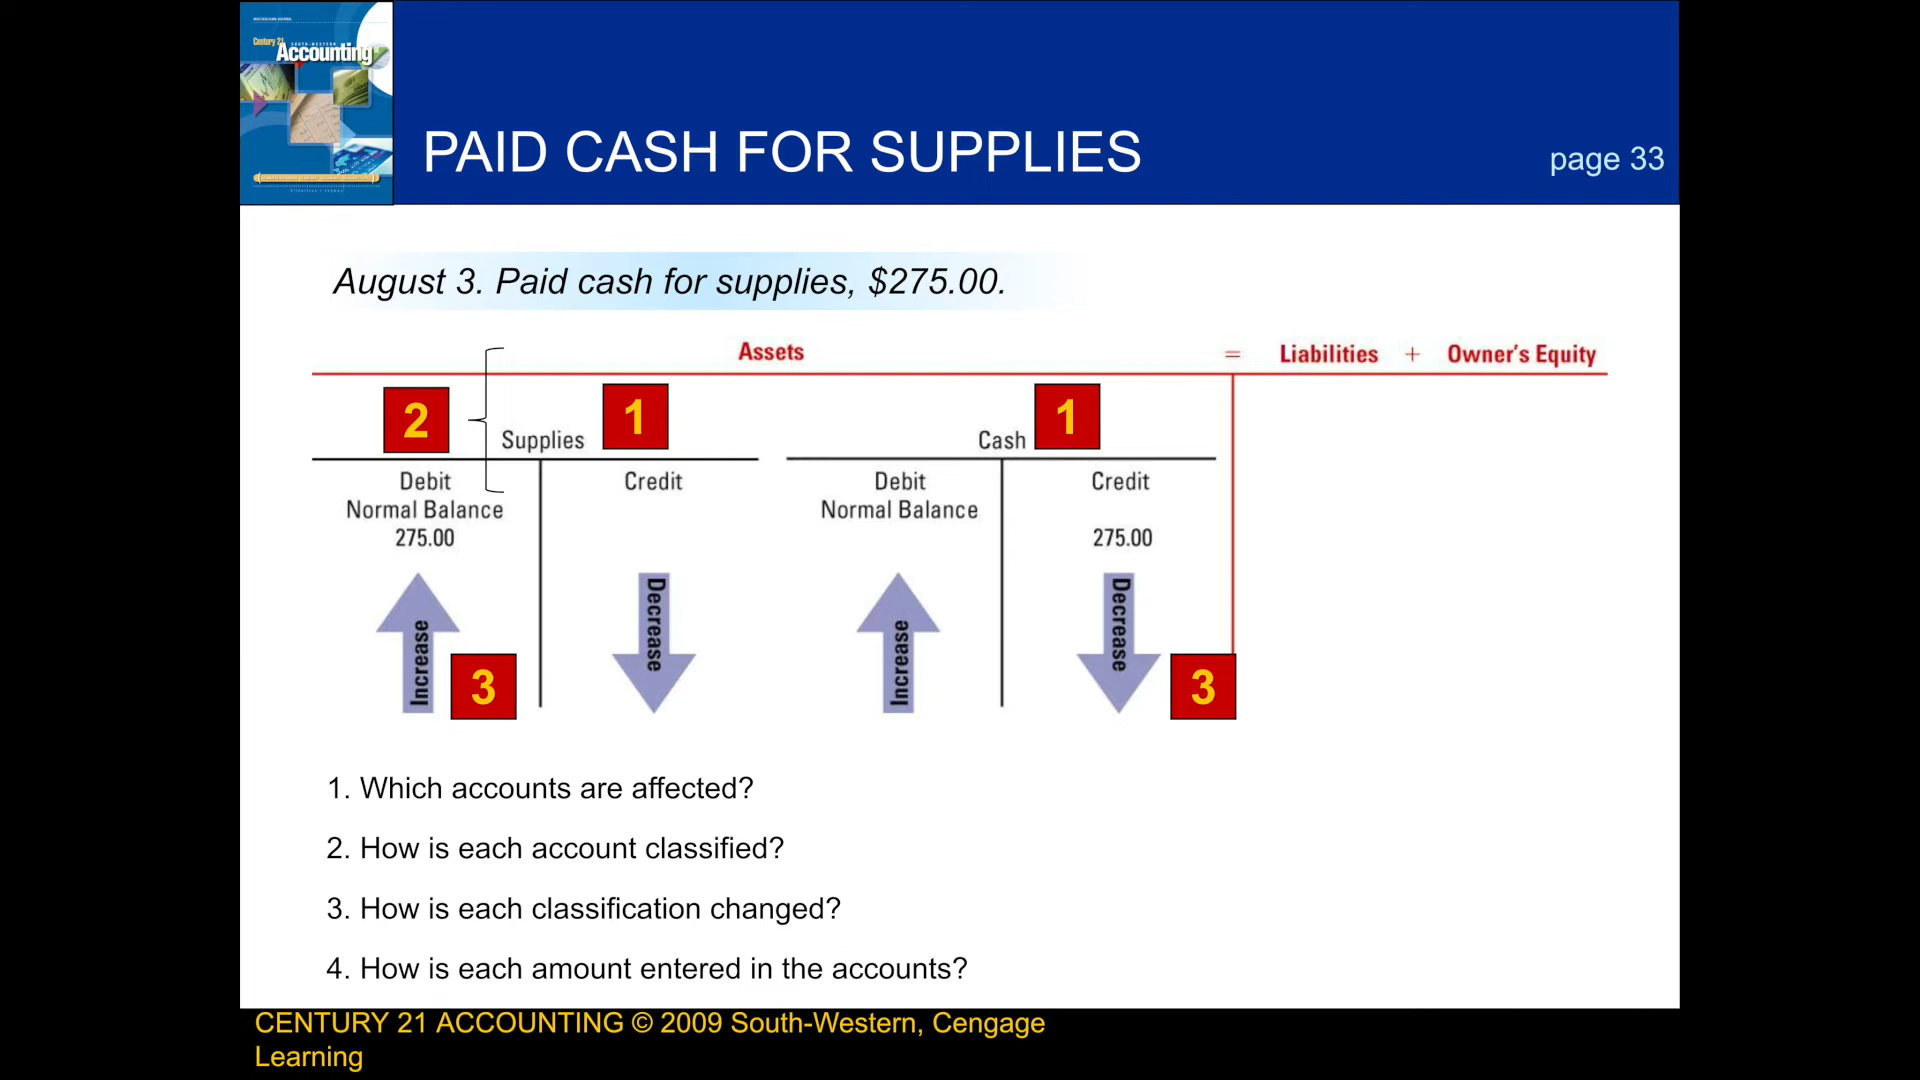 Century 21
SOUTH-WESTERN
Accounting
PAID CASH FOR SUPPLIES
page 33
August 3. Paid cash for supplies, $275.00.
Assets = Liabilities + Owner's Equity
2 Supplies 1 Cash 1
Debit Credit Debit Credit
Normal Balance Normal Balance
275.00 275.00
Increase Decrease Increase Decrease
3 3
1. Which accounts are affected?
2. How is each account classified?
3. How is each classification changed?
4. How is each amount entered in the accounts?
CENTURY 21 ACCOUNTING © 2009 South-Western, Cengage
Learning